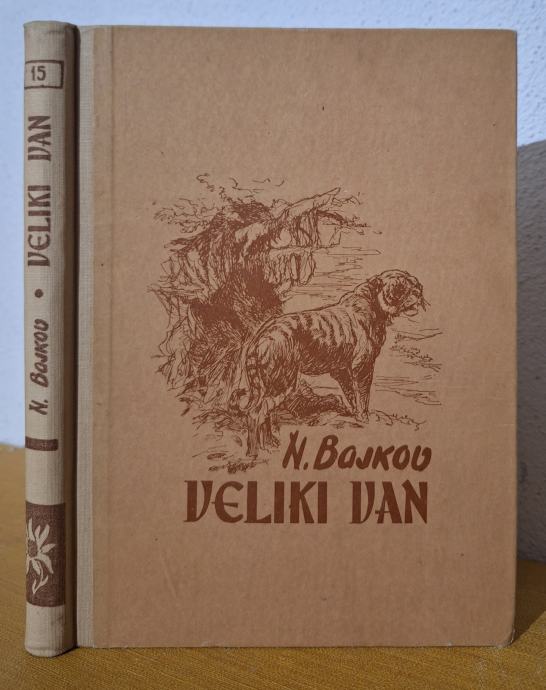 15
N. Bajkov • VELIKI VAN
N. Bajkov
VELIKI VAN